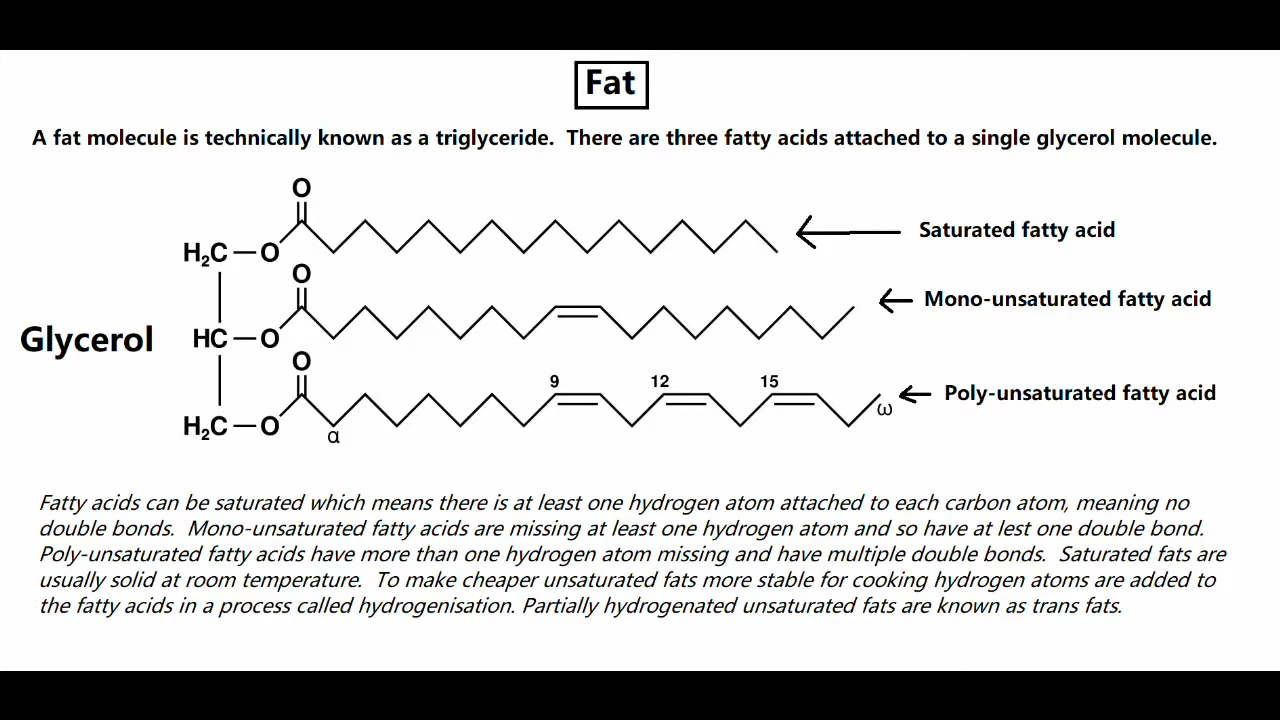 Fat
A fat molecule is technically known as a triglyceride.  There are three fatty acids attached to a single glycerol molecule.
O
H₂C — O
Saturated fatty acid
O
Glycerol
HC — O
Mono-unsaturated fatty acid
O
9 12 15
H₂C — O
α
ω
Poly-unsaturated fatty acid
Fatty acids can be saturated which means there is at least one hydrogen atom attached to each carbon atom, meaning no
double bonds.  Mono-unsaturated fatty acids are missing at least one hydrogen atom and so have at lest one double bond.
Poly-unsaturated fatty acids have more than one hydrogen atom missing and have multiple double bonds.  Saturated fats are
usually solid at room temperature.  To make cheaper unsaturated fats more stable for cooking hydrogen atoms are added to
the fatty acids in a process called hydrogenisation. Partially hydrogenated unsaturated fats are known as trans fats.